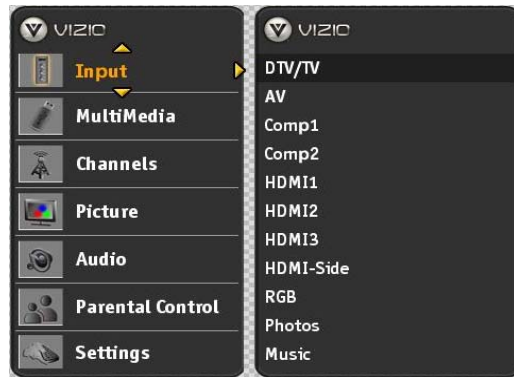 VIZIO
Input
MultiMedia
Channels
Picture
Audio
Parental Control
Settings
VIZIO
DTV/TV
AV
Comp1
Comp2
HDMI1
HDMI2
HDMI3
HDMI-Side
RGB
Photos
Music